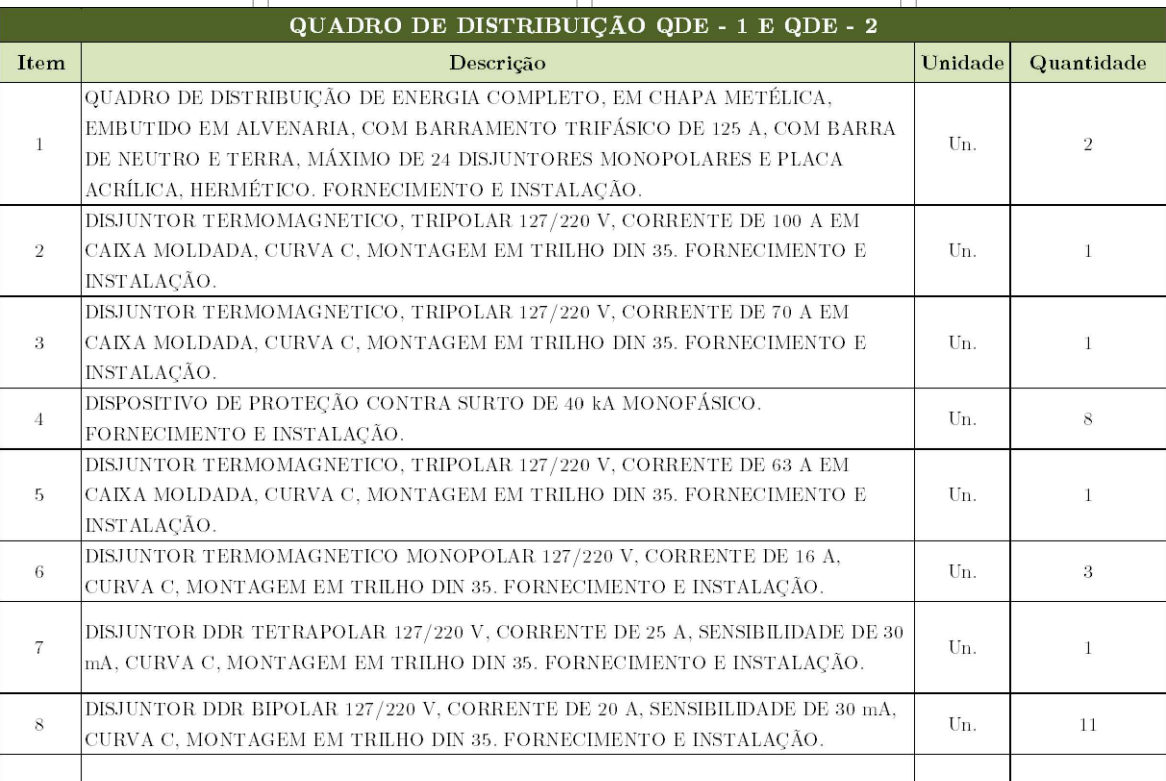 QUADRO DE DISTRIBUIÇÃO QDE - 1 E QDE - 2
Item Descrição Unidade Quantidade
1 QUADRO DE DISTRIBUIÇÃO DE ENERGIA COMPLETO, EM CHAPA METÉLICA,
EMBUTIDO EM ALVENARIA, COM BARRAMENTO TRIFÁSICO DE 125 A, COM BARRA
DE NEUTRO E TERRA, MÁXIMO DE 24 DISJUNTORES MONOPOLARES E PLACA
ACRÍLICA, HERMÉTICO. FORNECIMENTO E INSTALAÇÃO. Un. 2
2 DISJUNTOR TERMOMAGNETICO, TRIPOLAR 127/220 V, CORRENTE DE 100 A EM
CAIXA MOLDADA, CURVA C, MONTAGEM EM TRILHO DIN 35. FORNECIMENTO E
INSTALAÇÃO. Un. 1
3 DISJUNTOR TERMOMAGNETICO, TRIPOLAR 127/220 V, CORRENTE DE 70 A EM
CAIXA MOLDADA, CURVA C, MONTAGEM EM TRILHO DIN 35. FORNECIMENTO E
INSTALAÇÃO. Un. 1
4 DISPOSITIVO DE PROTEÇÃO CONTRA SURTO DE 40 kA MONOFÁSICO.
FORNECIMENTO E INSTALAÇÃO. Un. 8
5 DISJUNTOR TERMOMAGNETICO, TRIPOLAR 127/220 V, CORRENTE DE 63 A EM
CAIXA MOLDADA, CURVA C, MONTAGEM EM TRILHO DIN 35. FORNECIMENTO E
INSTALAÇÃO. Un. 1
6 DISJUNTOR TERMOMAGNETICO MONOPOLAR 127/220 V, CORRENTE DE 16 A,
CURVA C, MONTAGEM EM TRILHO DIN 35. FORNECIMENTO E INSTALAÇÃO. Un. 3
7 DISJUNTOR DDR TETRAPOLAR 127/220 V, CORRENTE DE 25 A, SENSIBILIDADE DE 30
mA, CURVA C, MONTAGEM EM TRILHO DIN 35. FORNECIMENTO E INSTALAÇÃO. Un. 1
8 DISJUNTOR DDR BIPOLAR 127/220 V, CORRENTE DE 20 A, SENSIBILIDADE DE 30 mA,
CURVA C, MONTAGEM EM TRILHO DIN 35. FORNECIMENTO E INSTALAÇÃO. Un. 11